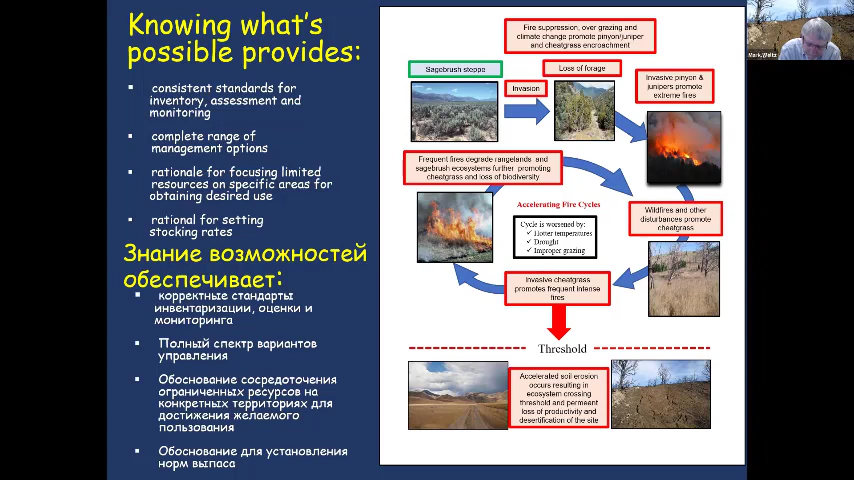 Knowing what's
possible provides:
consistent standards for
inventory, assessment and
monitoring
complete range of
management options
rationale for focusing limited
resources on specific areas for
obtaining desired use
rational for setting
stocking rates
Знание возможностей
обеспечивает:
корректные стандарты
инвентаризации, оценки и
мониторинга
Полный спектр вариантов
управления
Обоснование сосредоточения
ограниченных ресурсов на
конкретных территориях для
достижения желаемого
пользования
Обоснование для установления
норм выпаса
Fire suppression, over grazing and
climate change promote pinyon/juniper
and cheatgrass encroachment
Sagebrush steppe
Invasion
Loss of forage
Invasive pinyon &
junipers promote
extreme fires
Frequent fires degrade rangelands and
sagebrush ecosystems further promoting
cheatgrass and loss of biodiversity
Accelerating Fire Cycles
Cycle is worsened by:
✓ Hotter temperatures
✓ Drought
✓ Improper grazing
Wildfires and other
disturbances promote
cheatgrass
Invasive cheatgrass
promotes frequent intense
fires
Threshold
Accelerated soil erosion
occurs resulting in
ecosystem crossing
threshold and permeant
loss of productivity and
desertification of the site
Mark Weltz